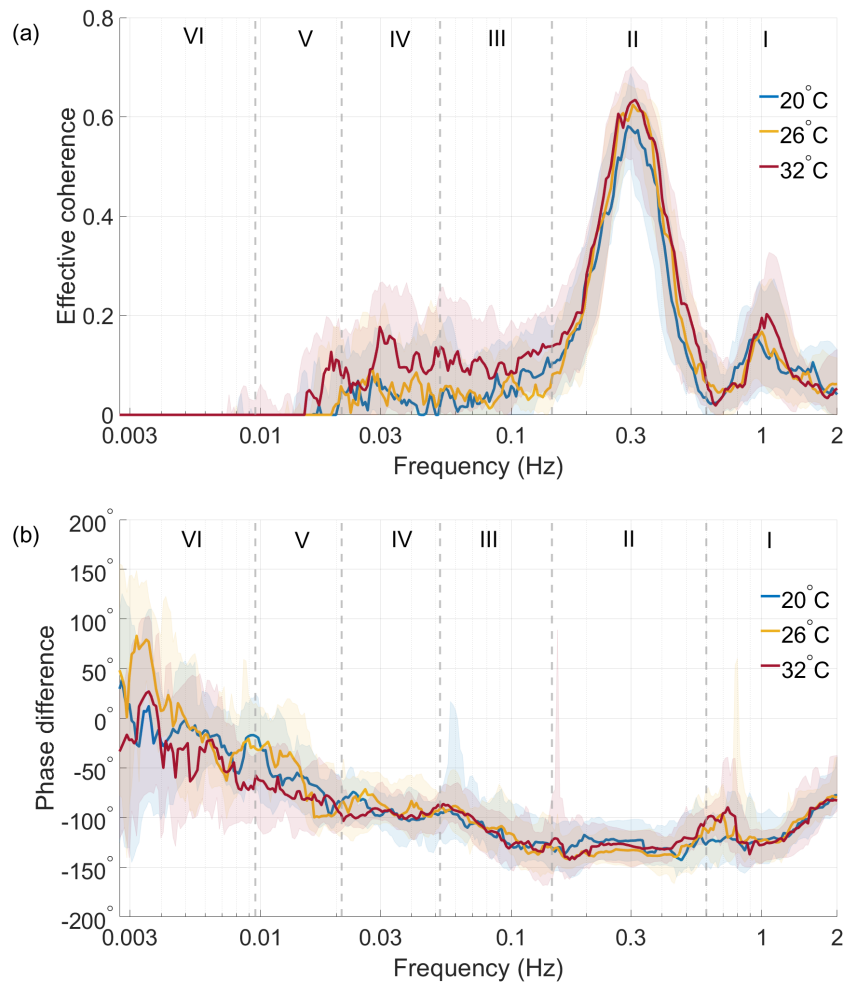 (a)
Effective coherence
0.8
0.6
0.4
0.2
0
VI V IV III II I
20°C
26°C
32°C
0.003 0.01 0.03 0.1 0.3 1 2
Frequency (Hz)
(b)
Phase difference
200°
150°
100°
50°
0°
-50°
-100°
-150°
-200°
VI V IV III II I
20°C
26°C
32°C
0.003 0.01 0.03 0.1 0.3 1 2
Frequency (Hz)